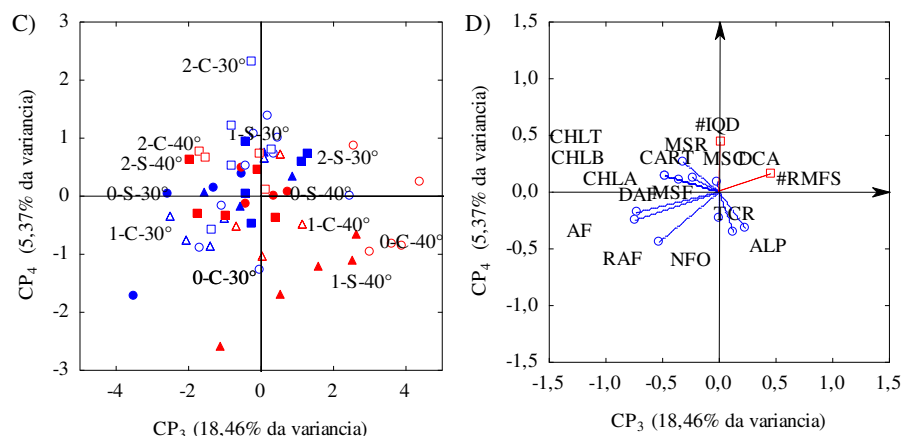 C)
3
2
1
0
-1
-2
-3
-4
-2
0
2
4
CP4 (5,37% da variancia)
CP3 (18,46% da variancia)
2-C-30°
1-S-30°
2-C-40°
2-S-40°
2-S-30°
0-S-30°
0-S-40°
1-C-30°
1-C-40°
0-C-40°
0-C-30°
1-S-40°
D)
1,5
1,0
0,5
0,0
-0,5
-1,0
-1,5
-1,5
-1,0
-0,5
0,0
0,5
1,0
1,5
CP4 (5,37% da variancia)
CP3 (18,46% da variancia)
#IQD
CHLT
MSR
CHLB
CART
MSC
DCA
CHLA
#RMFS
DAF
MSF
TCR
AF
ALP
RAF
NFO